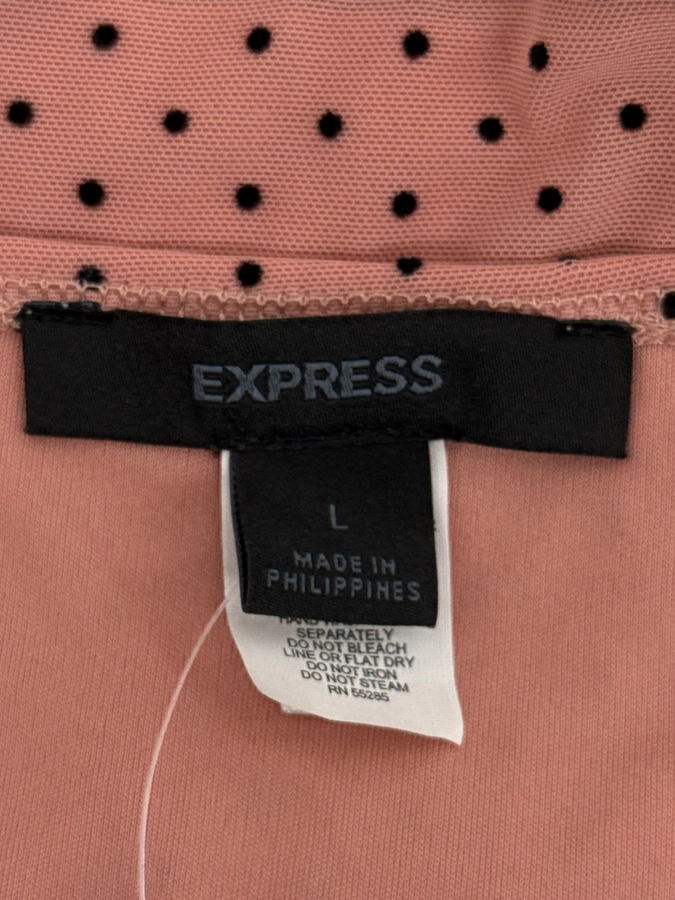 EXPRESS
L
MADE IN
PHILIPPINES
HAND
SEPARATELY
DO NOT BLEACH
LINE OR FLAT DRY
DO NOT IRON
DO NOT STEAM
RN 55285